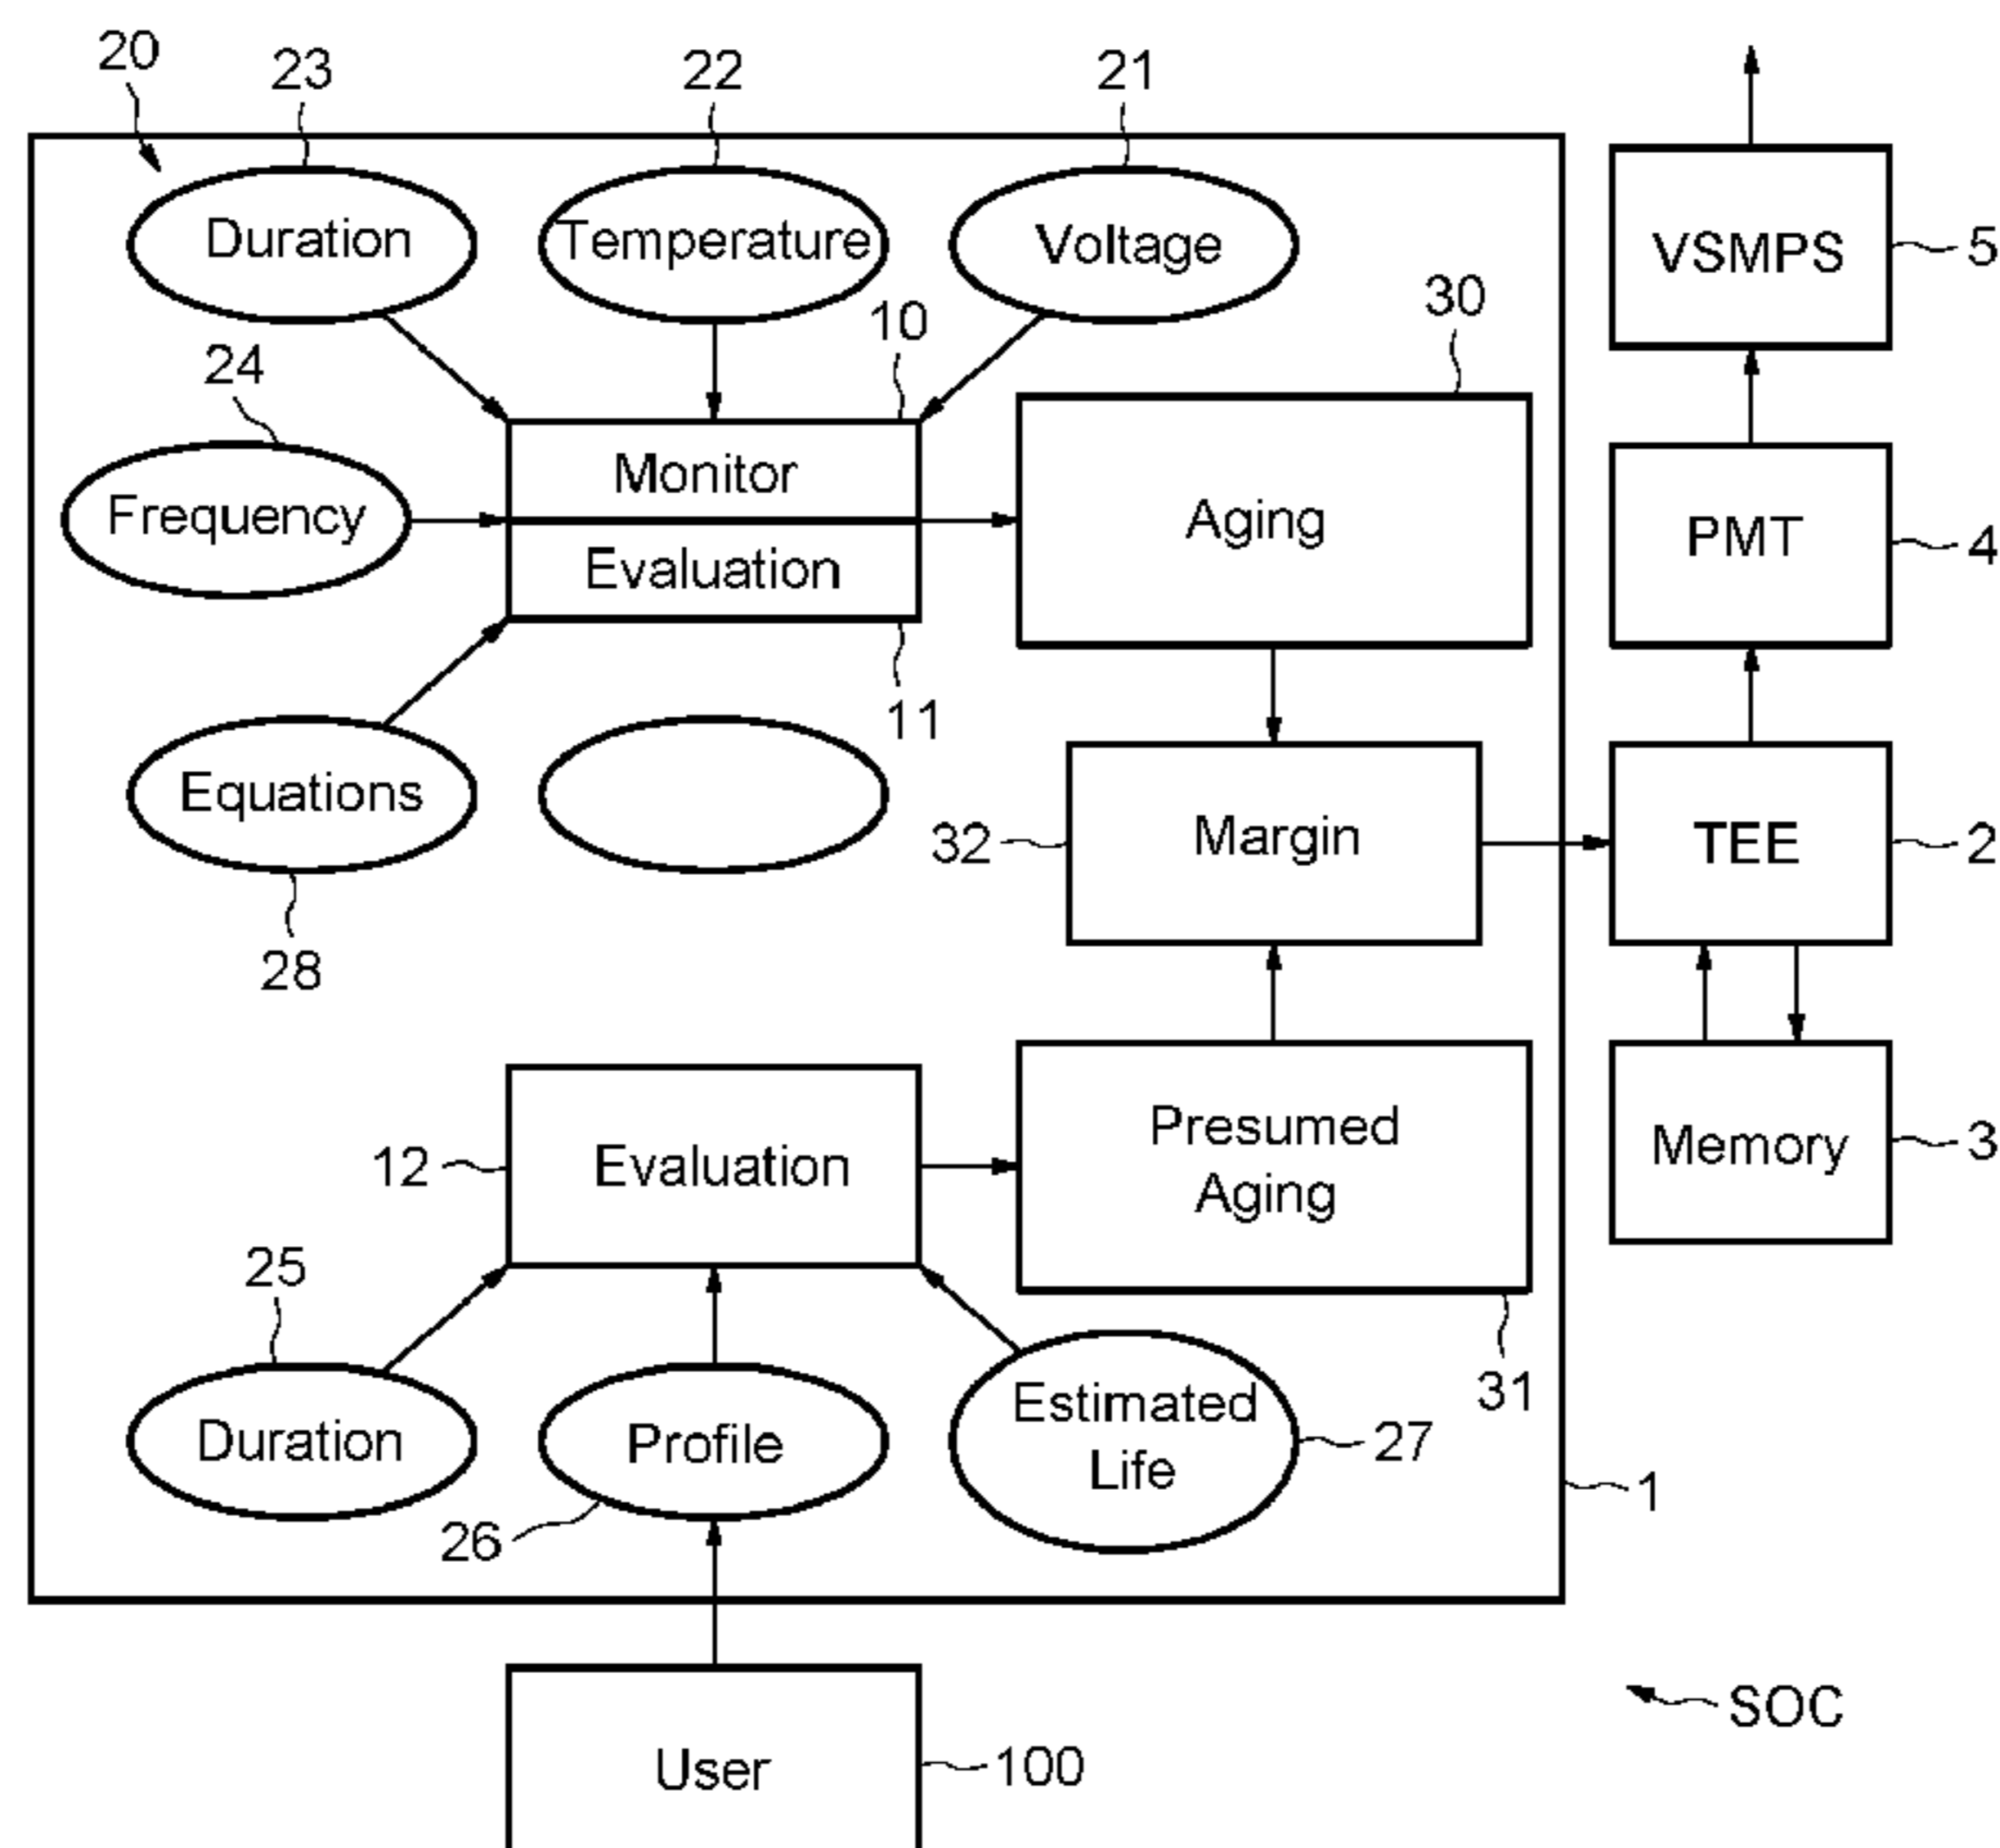 20
23
22
21
Duration
Temperature
Voltage
VSMPS
5
10
30
24
Monitor
Frequency
Evaluation
Aging
PMT
4
11
Equations
32
Margin
TEE
2
28
12
Evaluation
Presumed
Aging
Memory
3
25
31
Duration
Profile
Estimated
Life
27
26
1
SOC
User
100